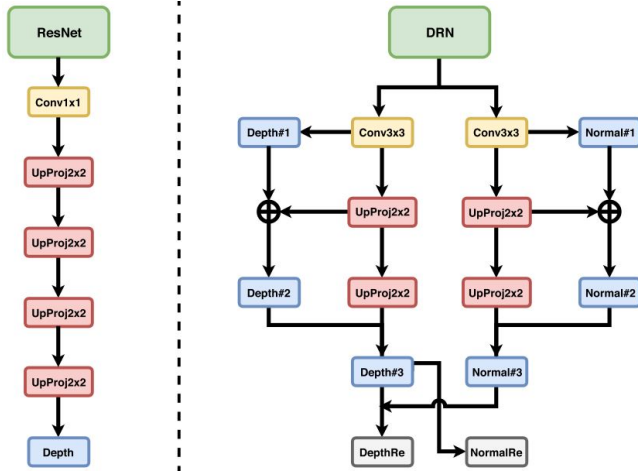 ResNet
Conv1x1
UpProj2x2
UpProj2x2
UpProj2x2
UpProj2x2
Depth
DRN
Depth#1
Conv3x3
Conv3x3
Normal#1
UpProj2x2
UpProj2x2
Depth#2
UpProj2x2
UpProj2x2
Normal#2
Depth#3
Normal#3
DepthRe
NormalRe